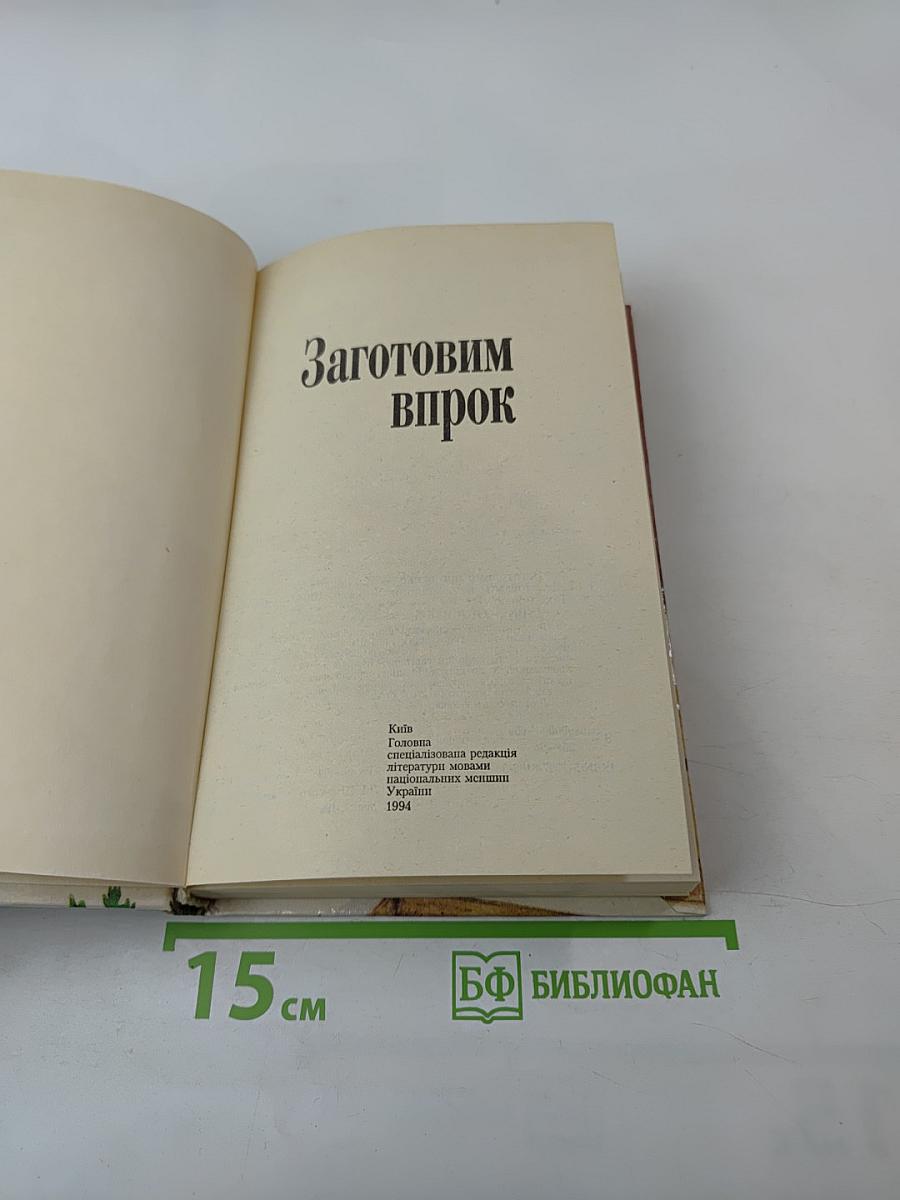 Заготовим
впрок
Київ
Головна
спеціалізована редакція
літератури мовами
національних меншин
України
1994
15 см
БФ БИБЛИОФАН